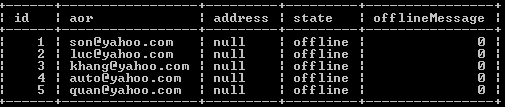 id | aor | address | state | offlineMessage
1 | son@yahoo.com | null | offline | 0
2 | luc@yahoo.com | null | offline | 0
3 | khang@yahoo.com | null | offline | 0
4 | auto@yahoo.com | null | offline | 0
5 | quan@yahoo.com | null | offline | 0